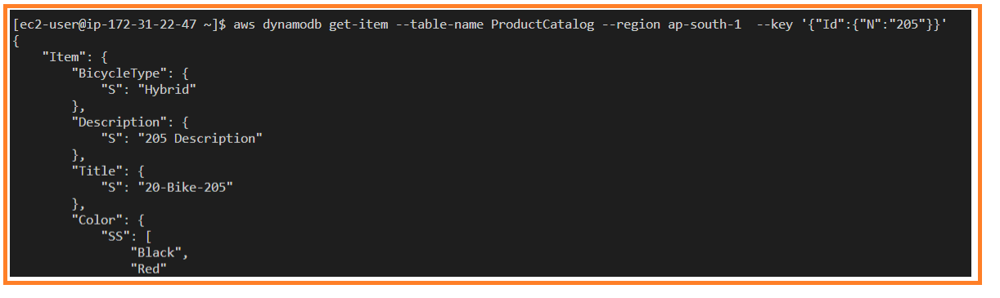 [ec2-user@ip-172-31-22-47 ~]$ aws dynamodb get-item --table-name ProductCatalog --region ap-south-1  --key '{"Id":{"N":"205"}}'
{
    "Item": {
        "BicycleType": {
            "S": "Hybrid"
        },
        "Description": {
            "S": "205 Description"
        },
        "Title": {
            "S": "20-Bike-205"
        },
        "Color": {
            "SS": [
                "Black",
                "Red"